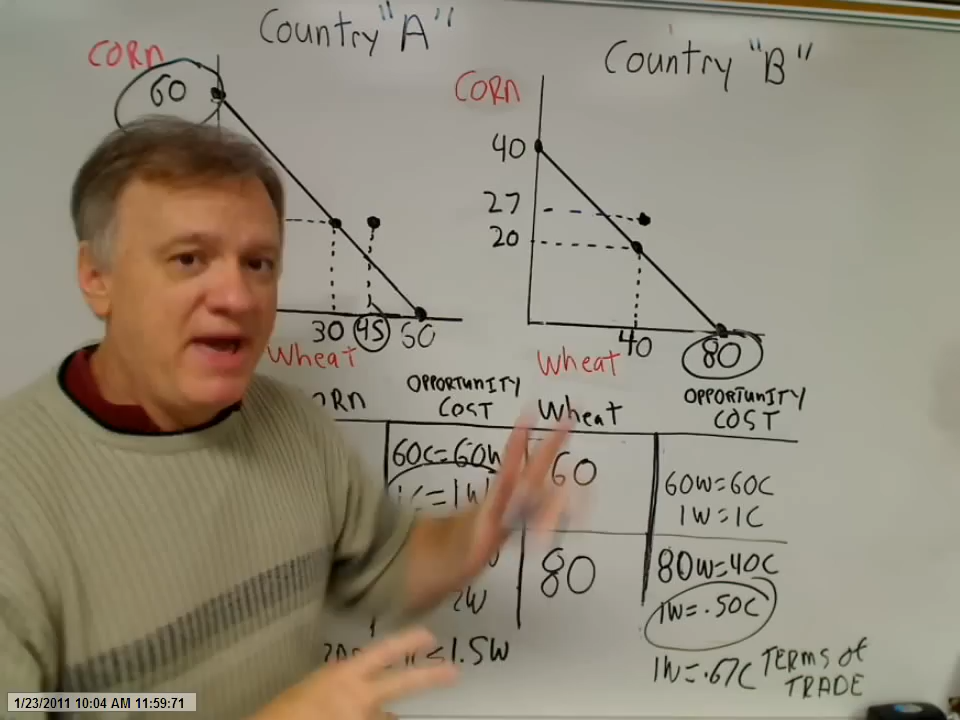 Country "A"
Country "B"
CORN
60
30 45 60
Wheat
CORN
40
27
20
40 80
Wheat
OPPORTUNITY
COST
Wheat
OPPORTUNITY
COST
60C=60W
60
60W=60C
1W=1C
80
80W=40C
1W=.50C
1.5W
1W=.67C TERMS of
TRADE
1/23/2011 10:04 AM 11:59:71